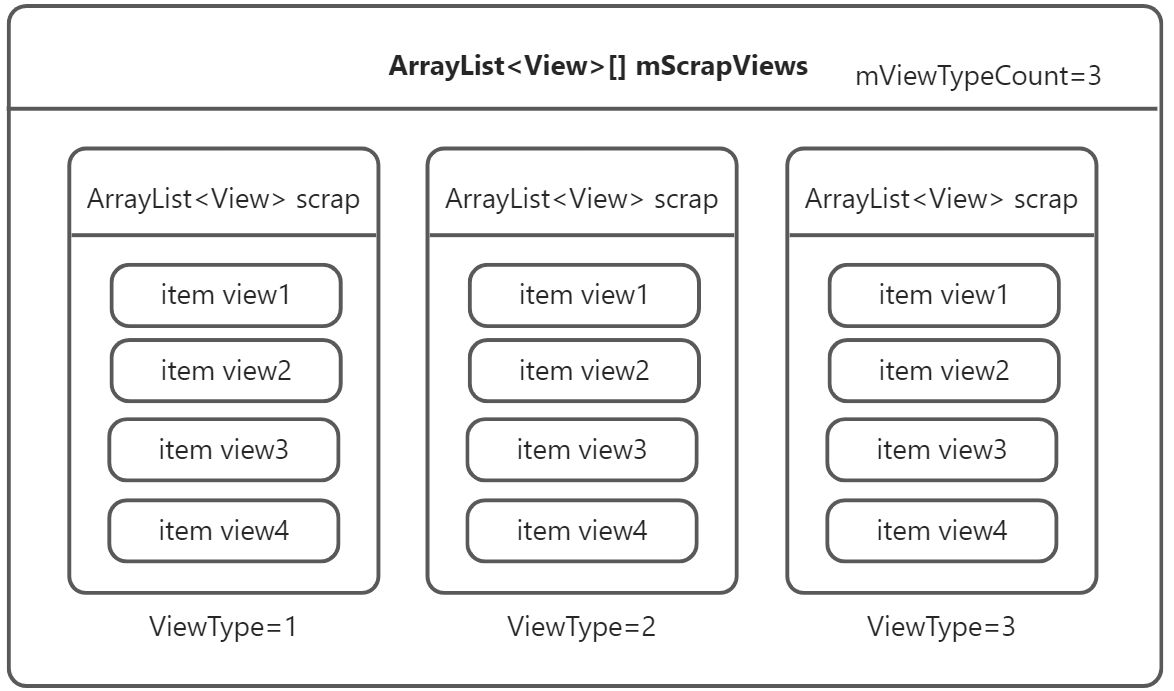 ArrayList<View>[] mScrapViews
mViewTypeCount=3
ArrayList<View> scrap
item view1
item view2
item view3
item view4
ViewType=1
ArrayList<View> scrap
item view1
item view2
item view3
item view4
ViewType=2
ArrayList<View> scrap
item view1
item view2
item view3
item view4
ViewType=3